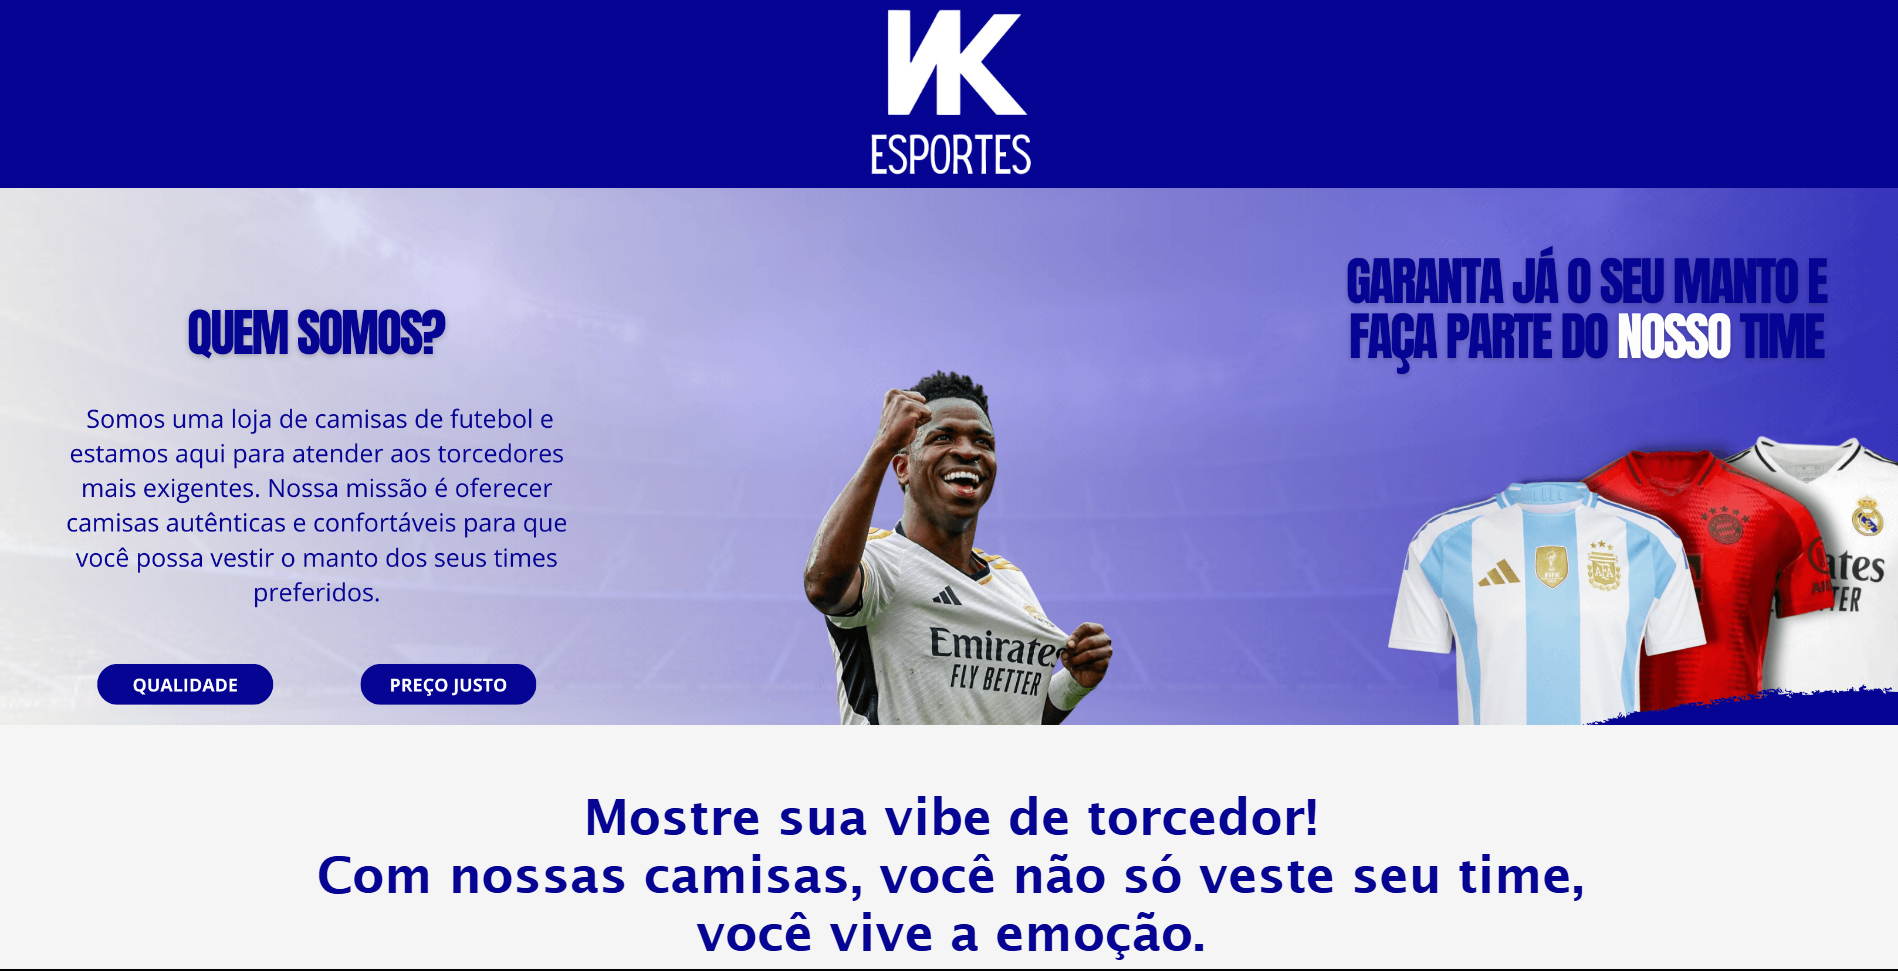 NK
ESPORTES
QUEM SOMOS?
Somos uma loja de camisas de futebol e
estamos aqui para atender aos torcedores
mais exigentes. Nossa missão é oferecer
camisas autênticas e confortáveis para que
você possa vestir o manto dos seus times
preferidos.
QUALIDADE
PREÇO JUSTO
Emirates
FLY BETTER
GARANTA JÁ O SEU MANTO E
FAÇA PARTE DO NOSSO TIME
FIFA
AFA
Mostre sua vibe de torcedor!
Com nossas camisas, você não só veste seu time,
você vive a emoção.